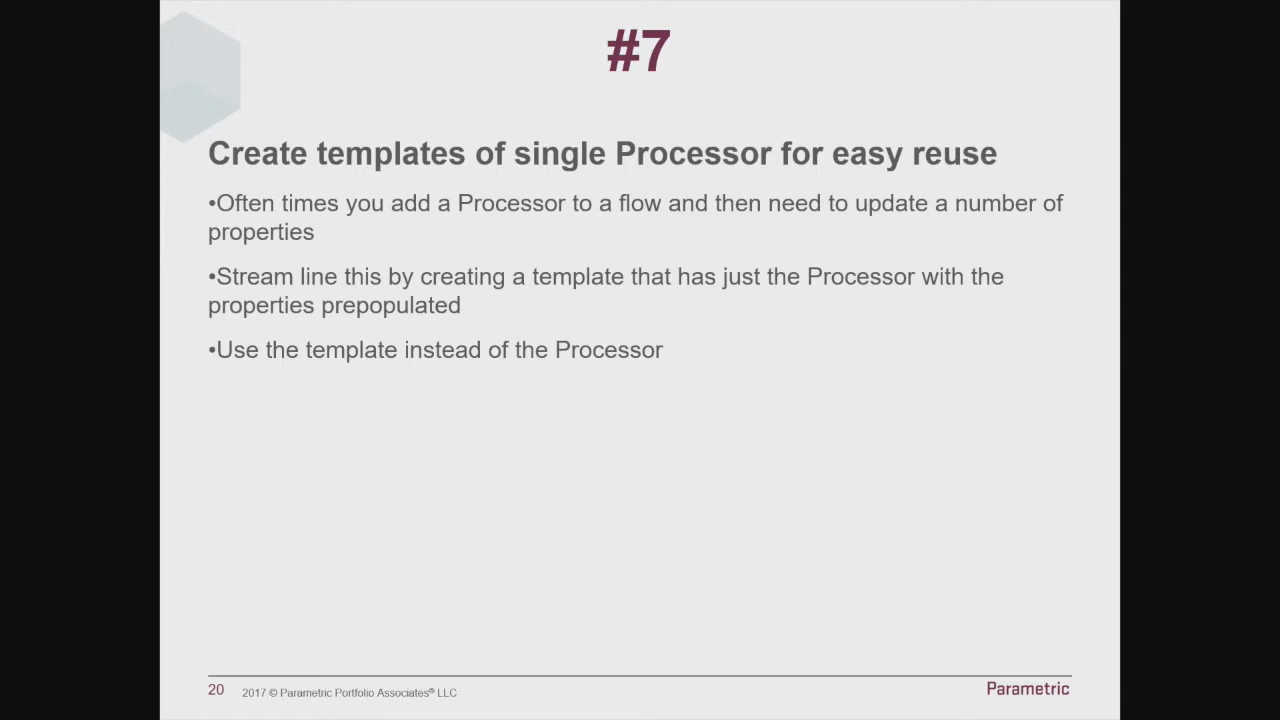 #7
Create templates of single Processor for easy reuse
•Often times you add a Processor to a flow and then need to update a number of
properties
•Stream line this by creating a template that has just the Processor with the
properties prepopulated
•Use the template instead of the Processor
20 2017 © Parametric Portfolio Associates® LLC
Parametric